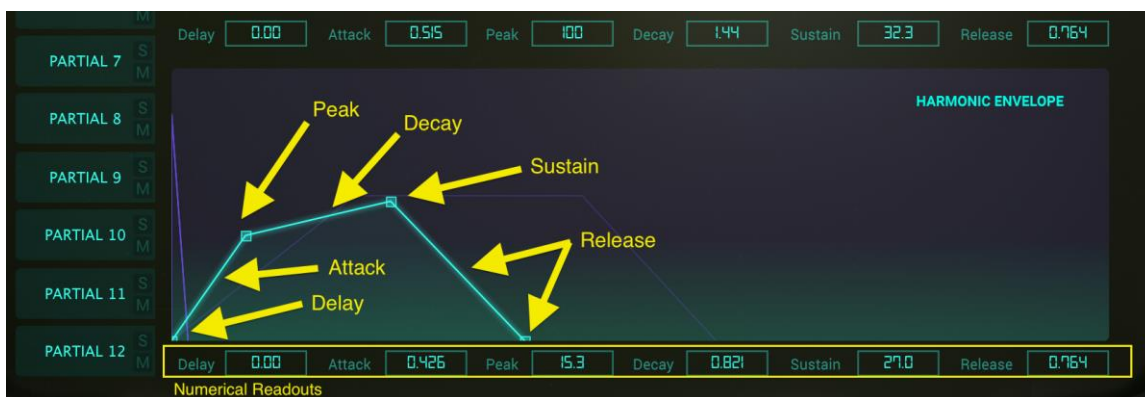 M
Delay 0.00 Attack 0.515 Peak 100 Decay 1.44 Sustain 32.3 Release 0.764
PARTIAL 7 S M
HARMONIC ENVELOPE
Peak
Decay
PARTIAL 8 S M
Sustain
PARTIAL 9 S M
PARTIAL 10 S M
Release
Attack
PARTIAL 11 S M
Delay
PARTIAL 12 S M
Delay 0.00 Attack 0.426 Peak 15.3 Decay 0.821 Sustain 27.0 Release 0.764
Numerical Readouts